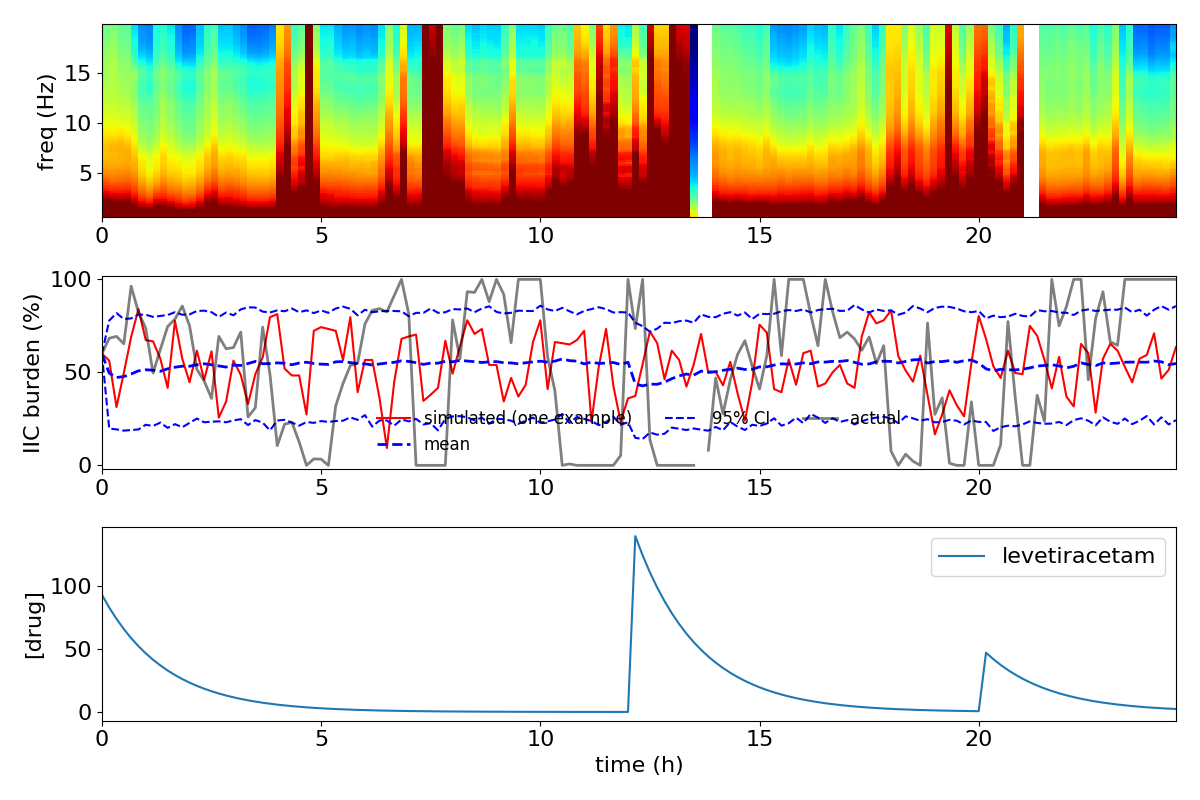 freq (Hz)
15
10
5
0 5 10 15 20
IIC burden (%)
100
50
0
simulated (one example) 95% CI actual
mean
0 5 10 15 20
[drug]
100
50
0
levetiracetam
0 5 10 15 20
time (h)